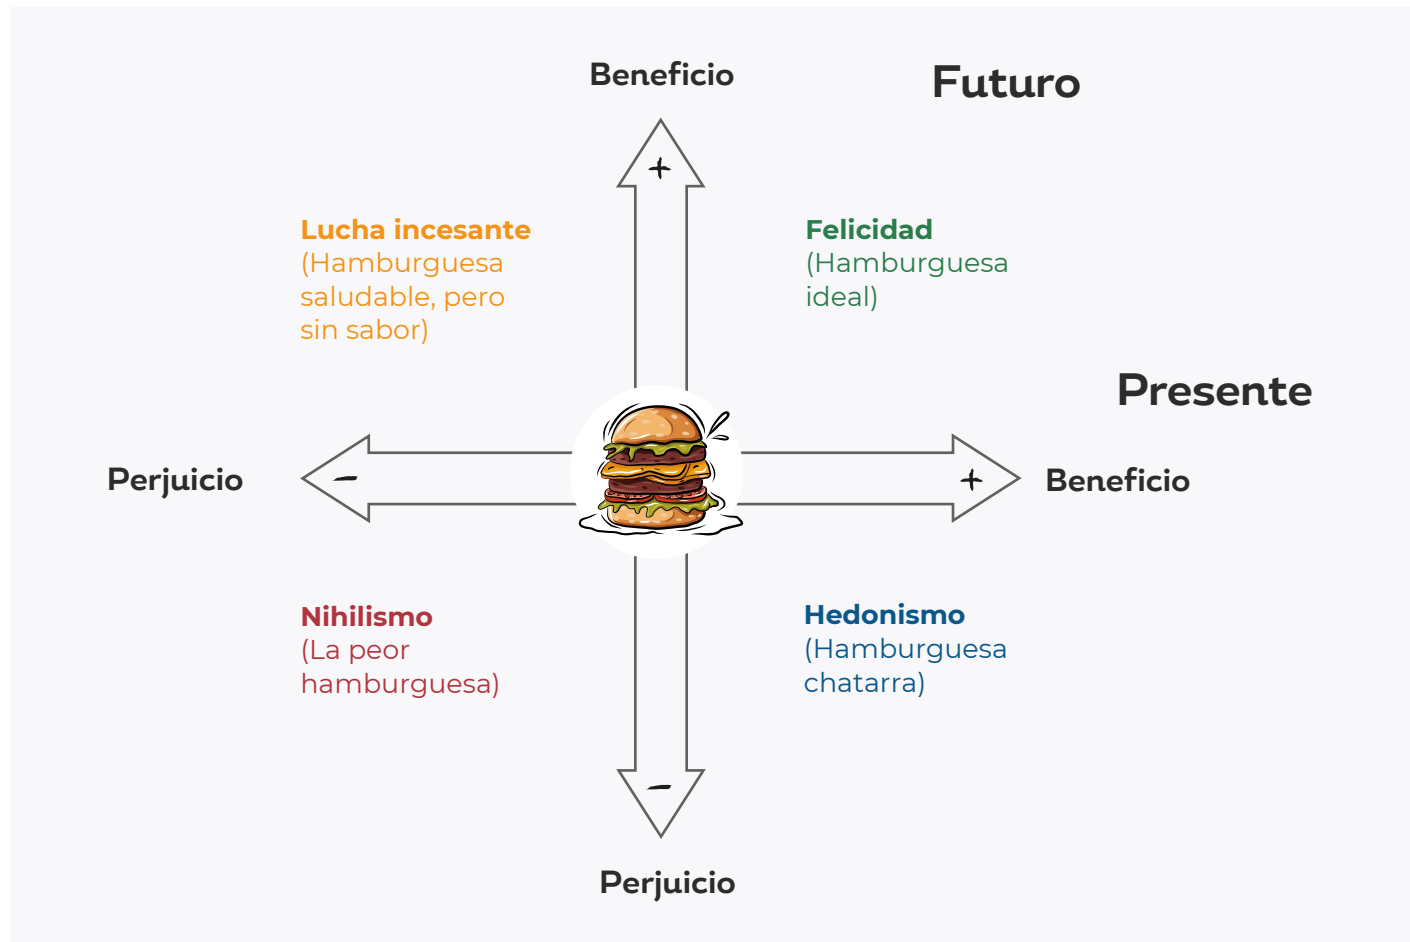 Beneficio
Futuro
+
Lucha incesante
(Hamburguesa
saludable, pero
sin sabor)
Felicidad
(Hamburguesa
ideal)
Presente
Perjuicio
-
+
Beneficio
Nihilismo
(La peor
hamburguesa)
Hedonismo
(Hamburguesa
chatarra)
-
Perjuicio